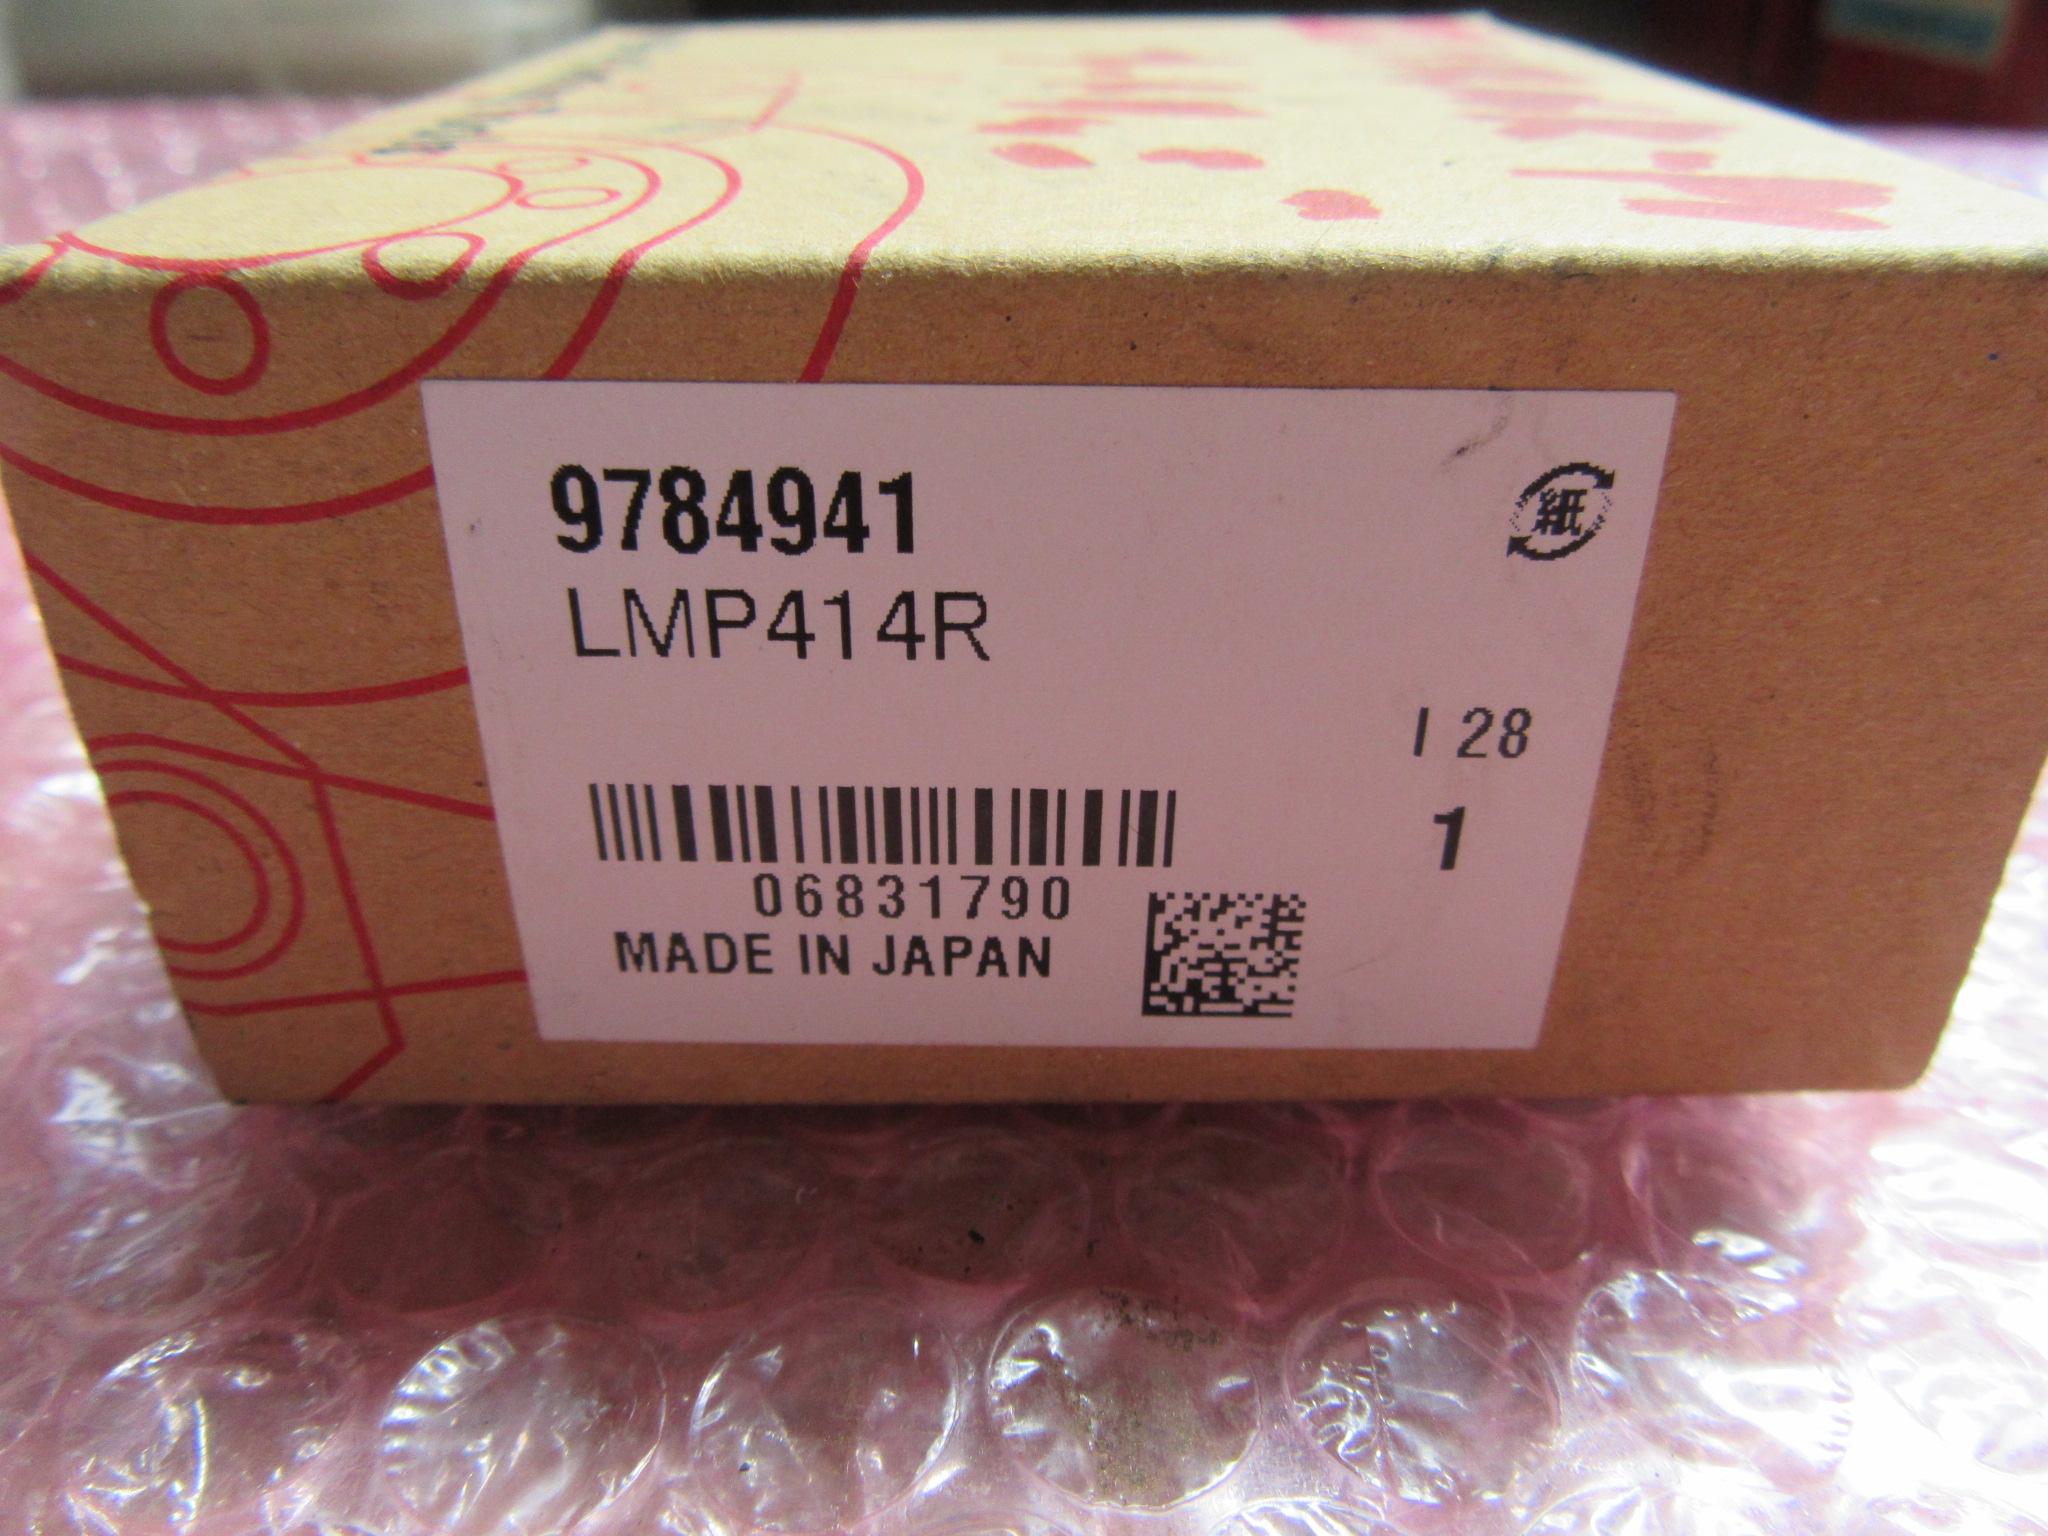 9784941
紙
LMP414R
I 28
1
06831790
MADE IN JAPAN